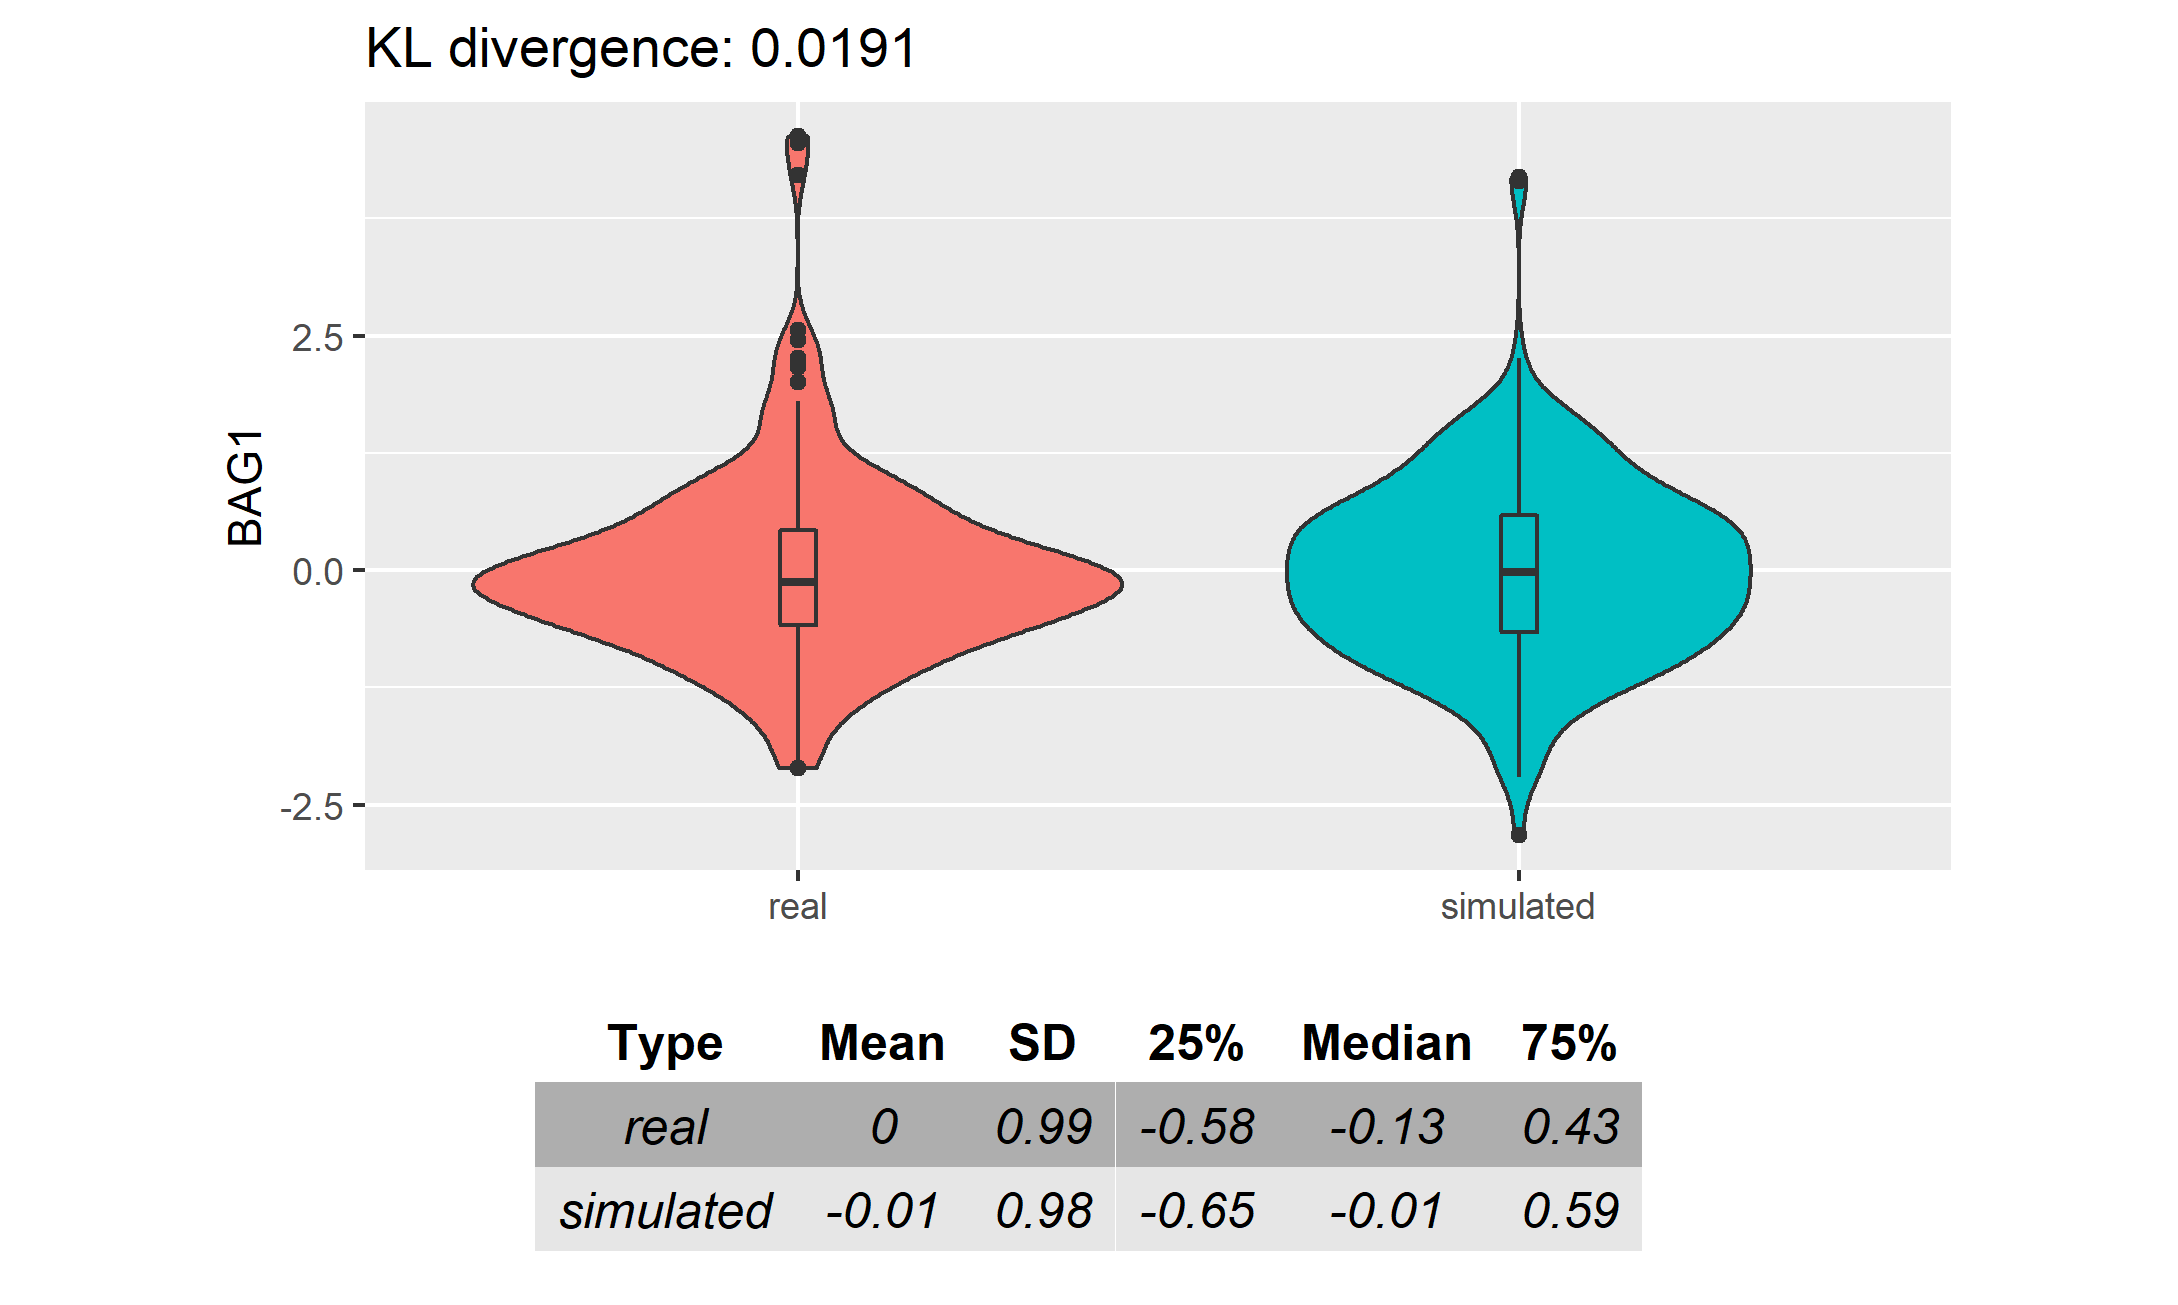 KL divergence: 0.0191
BAG1
2.5
0.0
-2.5
real simulated
Type Mean SD 25% Median 75%
real 0 0.99 -0.58 -0.13 0.43
simulated -0.01 0.98 -0.65 -0.01 0.59